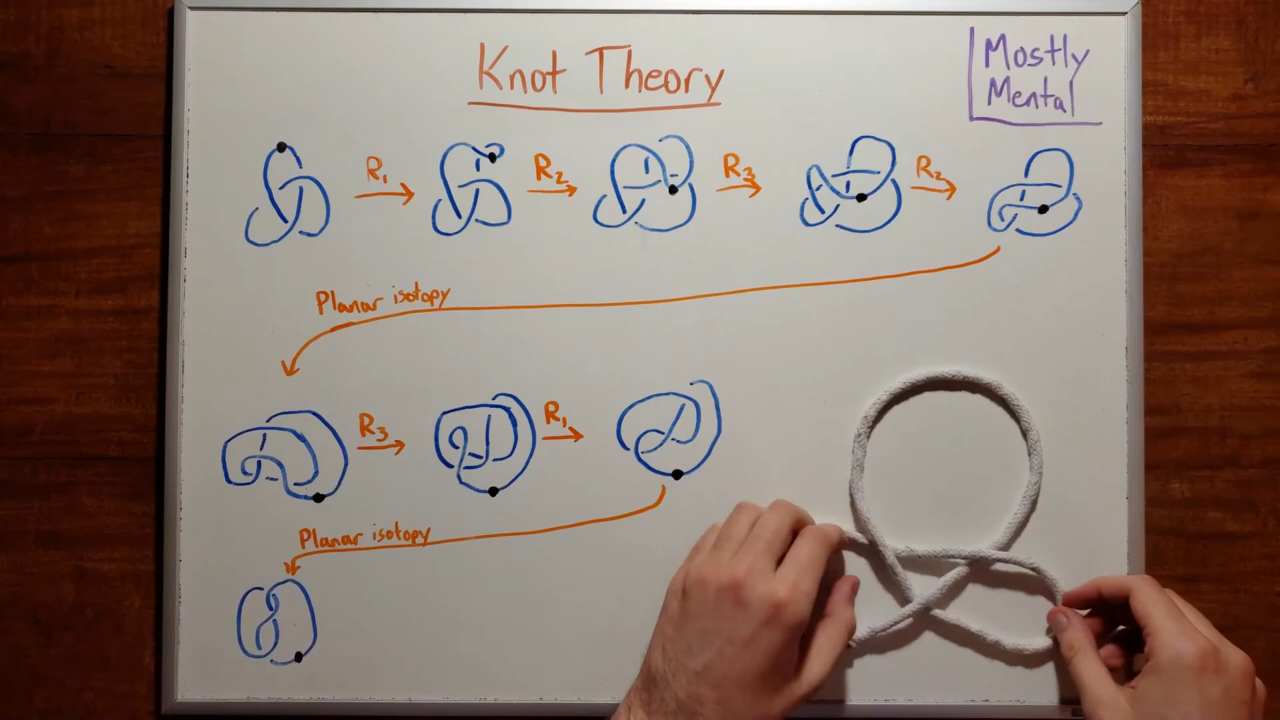 Knot Theory
Mostly
Mental
R₁
R₂
R₃
R₂
Planar isotopy
R₃
R₁
Planar isotopy